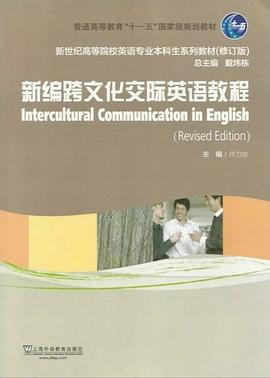 普通高等教育"十一五"国家级规划教材
新世纪高等院校英语专业本科生系列教材(修订版)
总主编 戴炜栋
新编跨文化交际英语教程
Intercultural Communication in English
(Revised Edition)
主 编/许力生
上海外语教育出版社
www.sflep.com